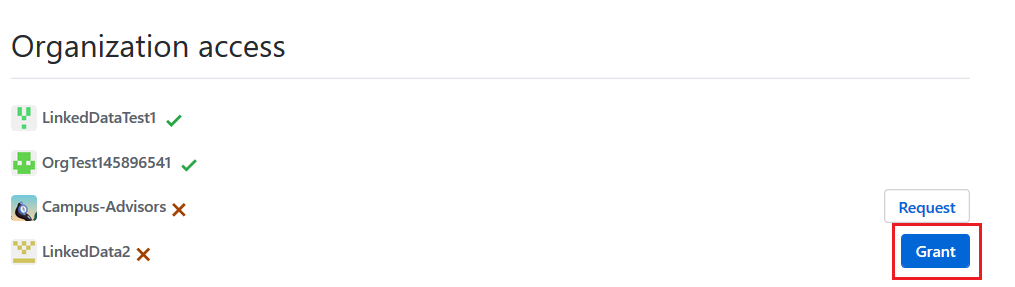 Organization access
LinkedDataTest1
OrgTest145896541
Campus-Advisors
Request
LinkedData2
Grant